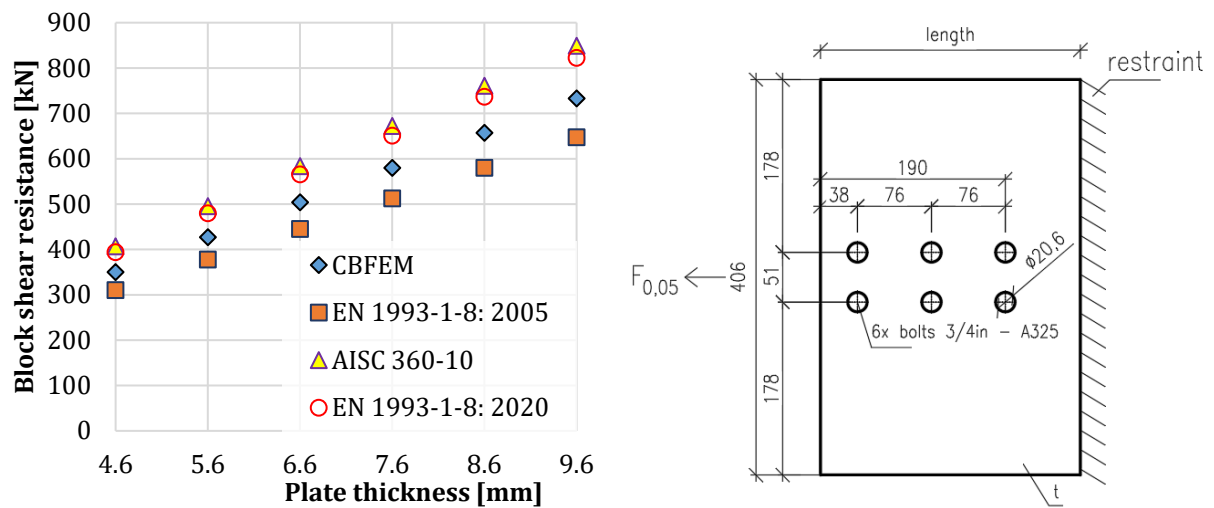 900
800
700
600
500
400
300
200
100
0
Block shear resistance [kN]
CBFEM
EN 1993-1-8: 2005
AISC 360-10
EN 1993-1-8: 2020
4.6 5.6 6.6 7.6 8.6 9.6
Plate thickness [mm]
length
restraint
190
38 76 76
178
406
51
178
ø20,6
F0,05
6x bolts 3/4in - A325
t